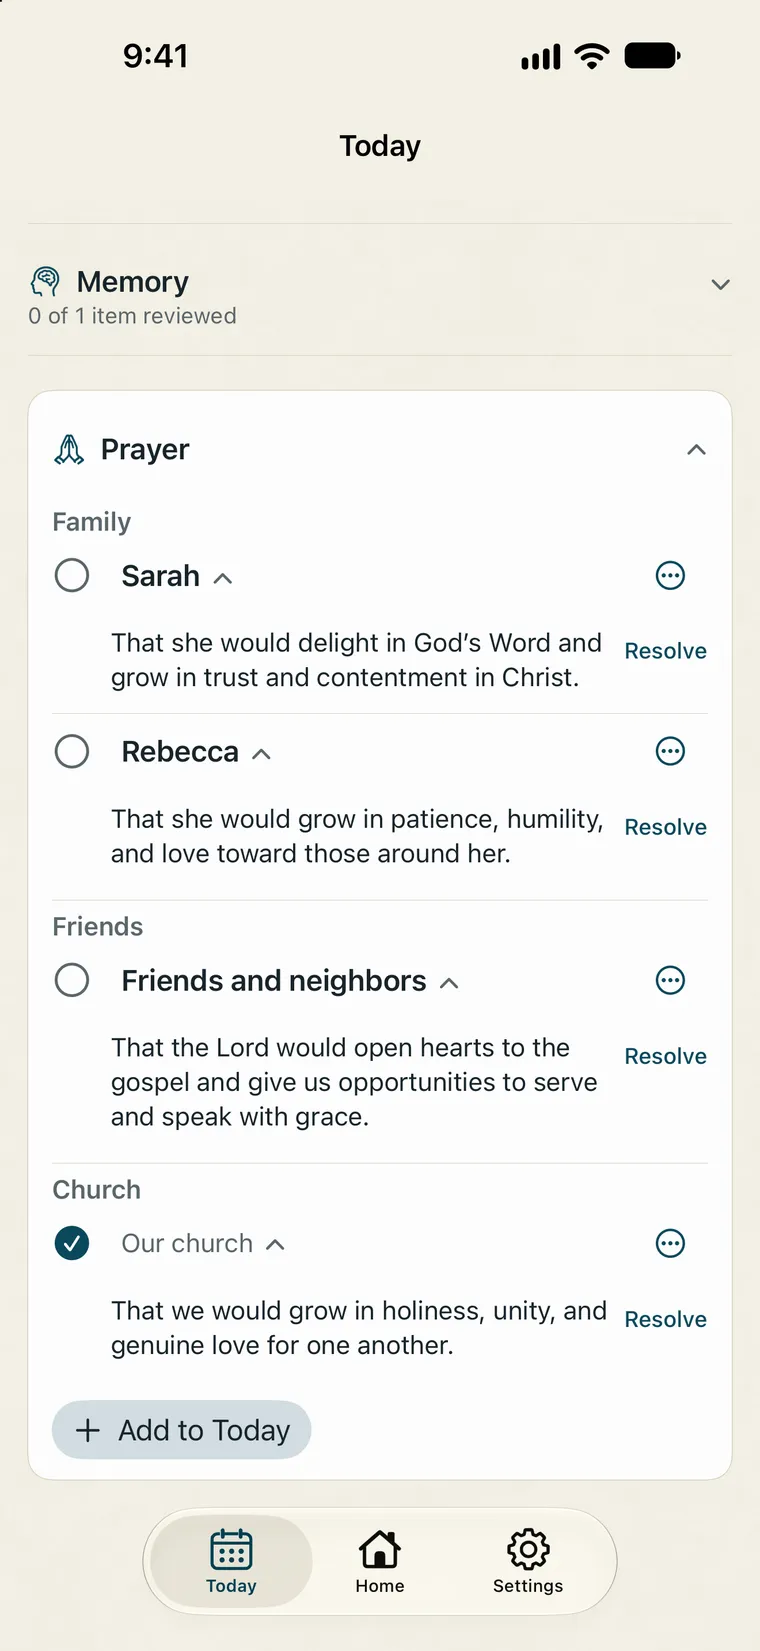 9:41
Today
Memory
0 of 1 item reviewed
Prayer
Family
Sarah
That she would delight in God’s Word and
grow in trust and contentment in Christ.
Resolve
Rebecca
That she would grow in patience, humility,
and love toward those around her.
Resolve
Friends
Friends and neighbors
That the Lord would open hearts to the
gospel and give us opportunities to serve
and speak with grace.
Resolve
Church
Our church
That we would grow in holiness, unity, and
genuine love for one another.
Resolve
+ Add to Today
Today
Home
Settings